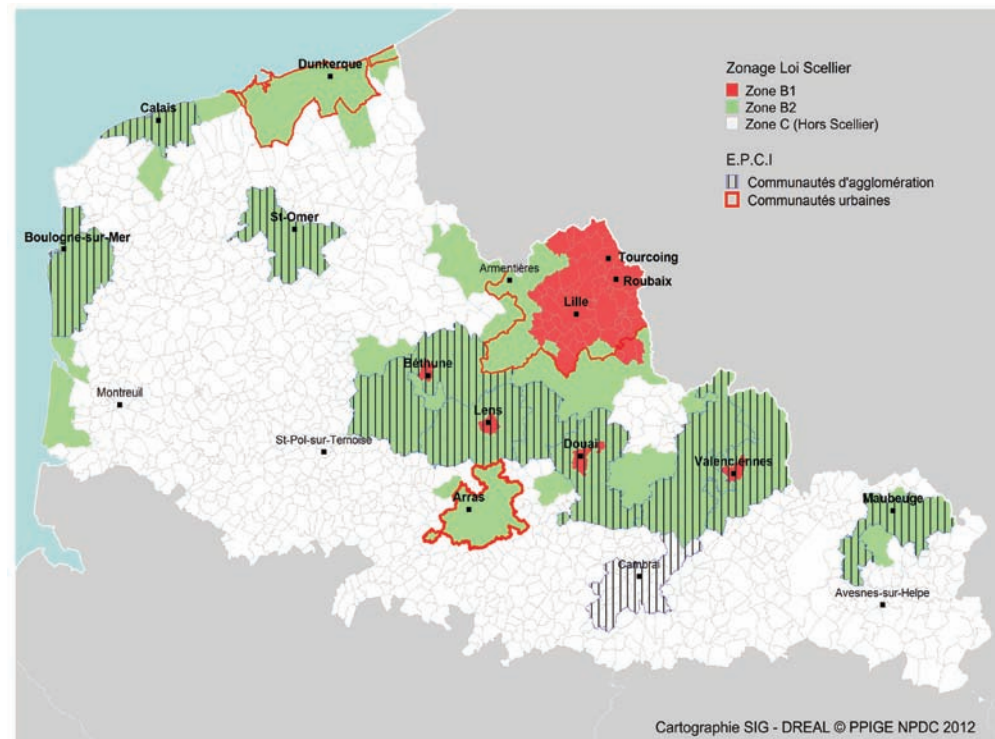 Dunkerque
Calais
St-Omer
Boulogne-sur-Mer
Armentières
Tourcoing
Roubaix
Lille
Béthune
Montreuil
Lens
St-Pol-sur-Ternoise
Douai
Valenciennes
Arras
Maubeuge
Cambrai
Avesnes-sur-Helpe
Zonage Loi Scellier
Zone B1
Zone B2
Zone C (Hors Scellier)
E.P.C.I
Communautés d'agglomération
Communautés urbaines
Cartographie SIG - DREAL © PPIGE NPDC 2012